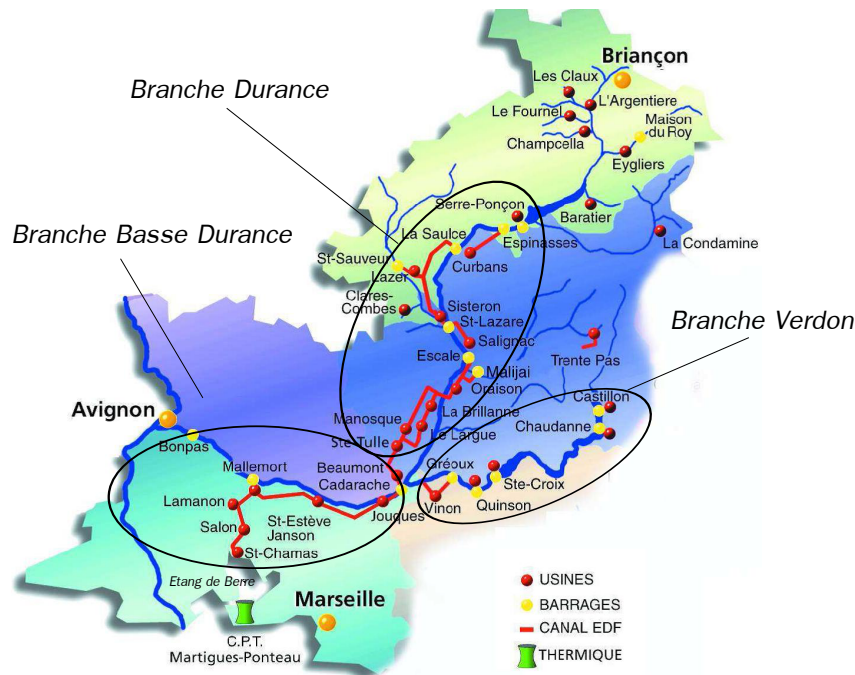 Briançon
Les Claux
Branche Durance
L'Argentiere
Le Fournel
Maison
du Roy
Champcella
Eygliers
Serre-Ponçon
Baratier
La Saulce
Espinasses
Branche Basse Durance
La Condamine
St-Sauveur
Curbans
Lazer
Clares-
Combes
Sisteron
St-Lazare
Branche Verdon
Salignac
Escale
Trente Pas
Malijai
Oraison
Castillon
Avignon
La Brillanne
Manosque
Chaudanne
Le Largue
Ste-Tulle
Bonpas
Beaumont
Gréoux
Mallemort
Cadarache
Ste-Croix
Lamanon
St-Estève
Janson
Jouques
Vinon
Quinson
Salon
St-Chamas
Etang de Berre
USINES
Marseille
BARRAGES
CANAL EDF
C.P.T.
Martigues-Ponteau
THERMIQUE